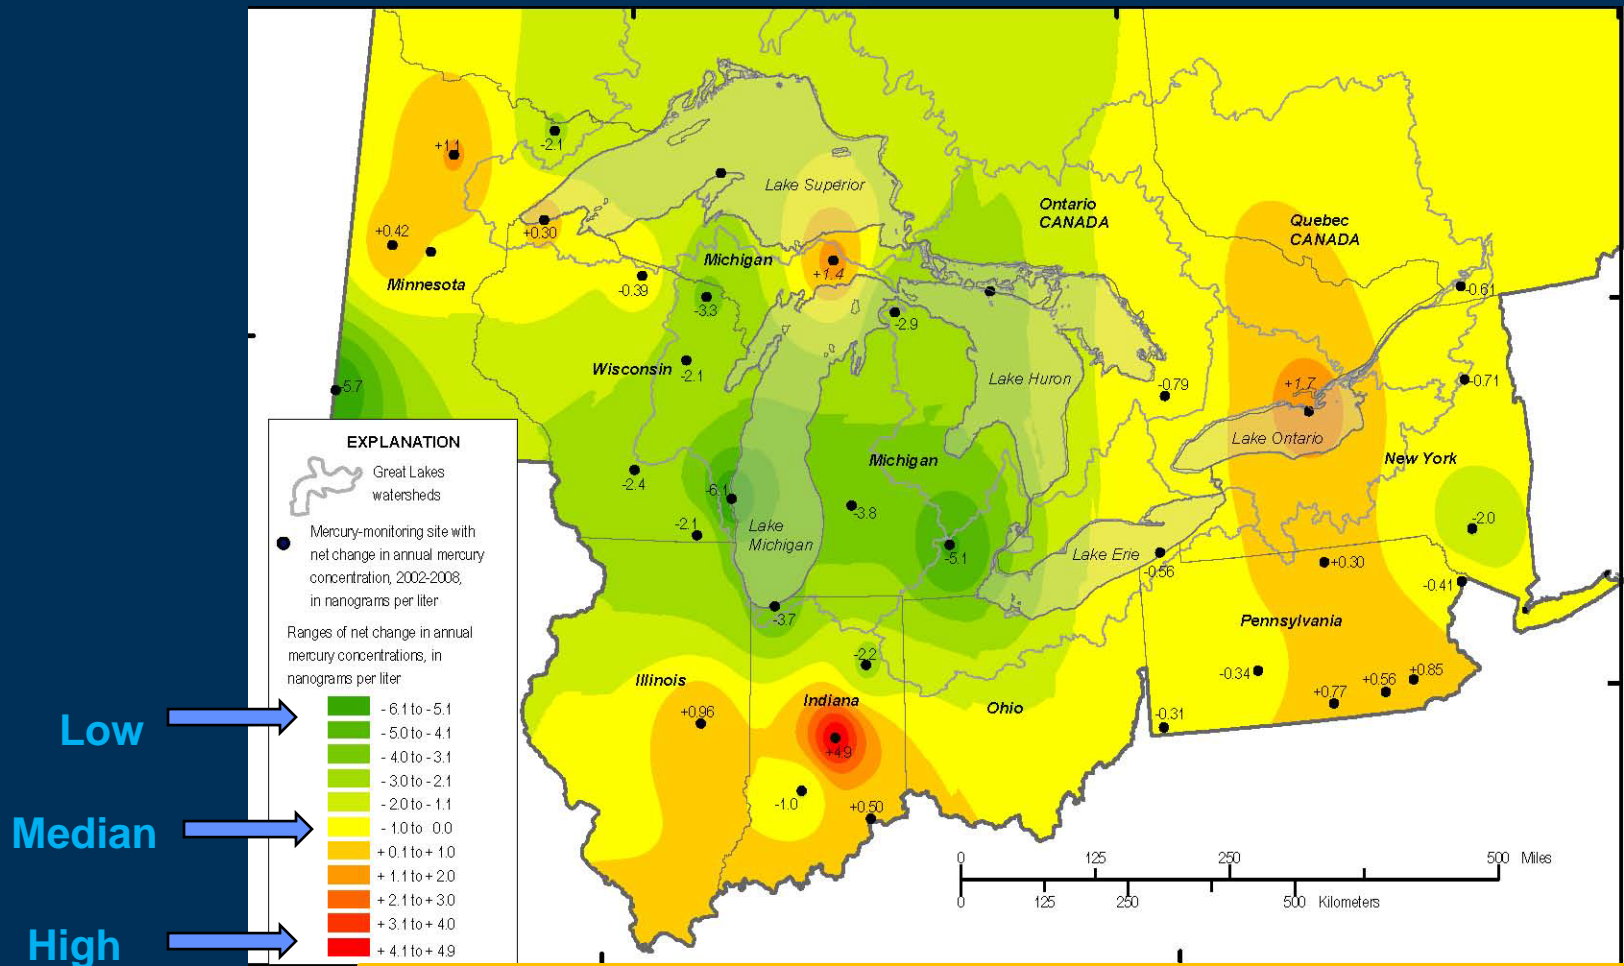 +1.1
-2.1
Lake Superior
Ontario
CANADA
Quebec
CANADA
+0.42
+0.30
Michigan
+1.4
Minnesota
-0.39
-0.61
-3.3
-2.9
Wisconsin
-2.1
Lake Huron
-0.79
+1.7
-0.71
-5.7
Lake Ontario
New York
Michigan
-2.4
-6.1
-3.8
-2.1
Lake
Michigan
-5.1
Lake Erie
-0.56
-2.0
+0.30
-0.41
-3.7
Pennsylvania
-2.2
Illinois
Indiana
Ohio
-0.34
+0.85
+0.56
+0.77
+0.96
-0.31
+4.9
-1.0
+0.50
EXPLANATION
Great Lakes
watersheds
Mercury-monitoring site with
net change in annual mercury
concentration, 2002-2008,
in nanograms per liter
Ranges of net change in annual
mercury concentrations, in
nanograms per liter
- 6.1 to - 5.1
- 5.0 to - 4.1
- 4.0 to - 3.1
- 3.0 to - 2.1
- 2.0 to - 1.1
- 1.0 to 0.0
+ 0.1 to + 1.0
+ 1.1 to + 2.0
+ 2.1 to + 3.0
+ 3.1 to + 4.0
+ 4.1 to + 4.9
Low
Median
High
0 125 250 500 Miles
0 125 250 500 Kilometers